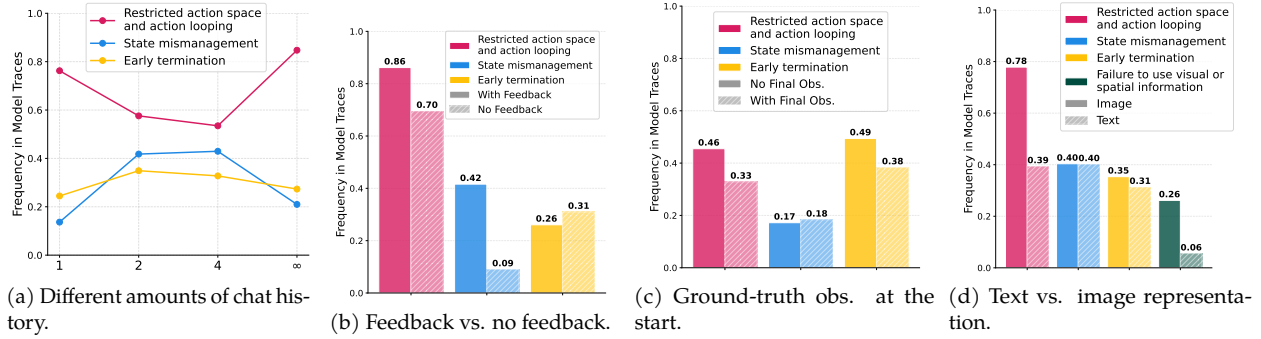 Frequency in Model Traces
1.0
0.8
0.6
0.4
0.2
0.0
1
2
4
∞
Restricted action space
and action looping
State mismanagement
Early termination
(a) Different amounts of chat his-
tory.
Frequency in Model Traces
1.0
0.8
0.6
0.4
0.2
0.0
Restricted action space
and action looping
State mismanagement
Early termination
With Feedback
No Feedback
0.86
0.70
0.42
0.09
0.26
0.31
(b) Feedback vs. no feedback.
Frequency in Model Traces
1.0
0.8
0.6
0.4
0.2
0.0
Restricted action space
and action looping
State mismanagement
Early termination
No Final Obs.
With Final Obs.
0.46
0.33
0.17
0.18
0.49
0.38
(c) Ground-truth obs. at the
start.
Frequency in Model Traces
1.0
0.8
0.6
0.4
0.2
0.0
Restricted action space
and action looping
State mismanagement
Early termination
Failure to use visual or
spatial information
Image
Text
0.78
0.39
0.40
0.40
0.35
0.31
0.26
0.06
(d) Text vs. image representa-
tion.